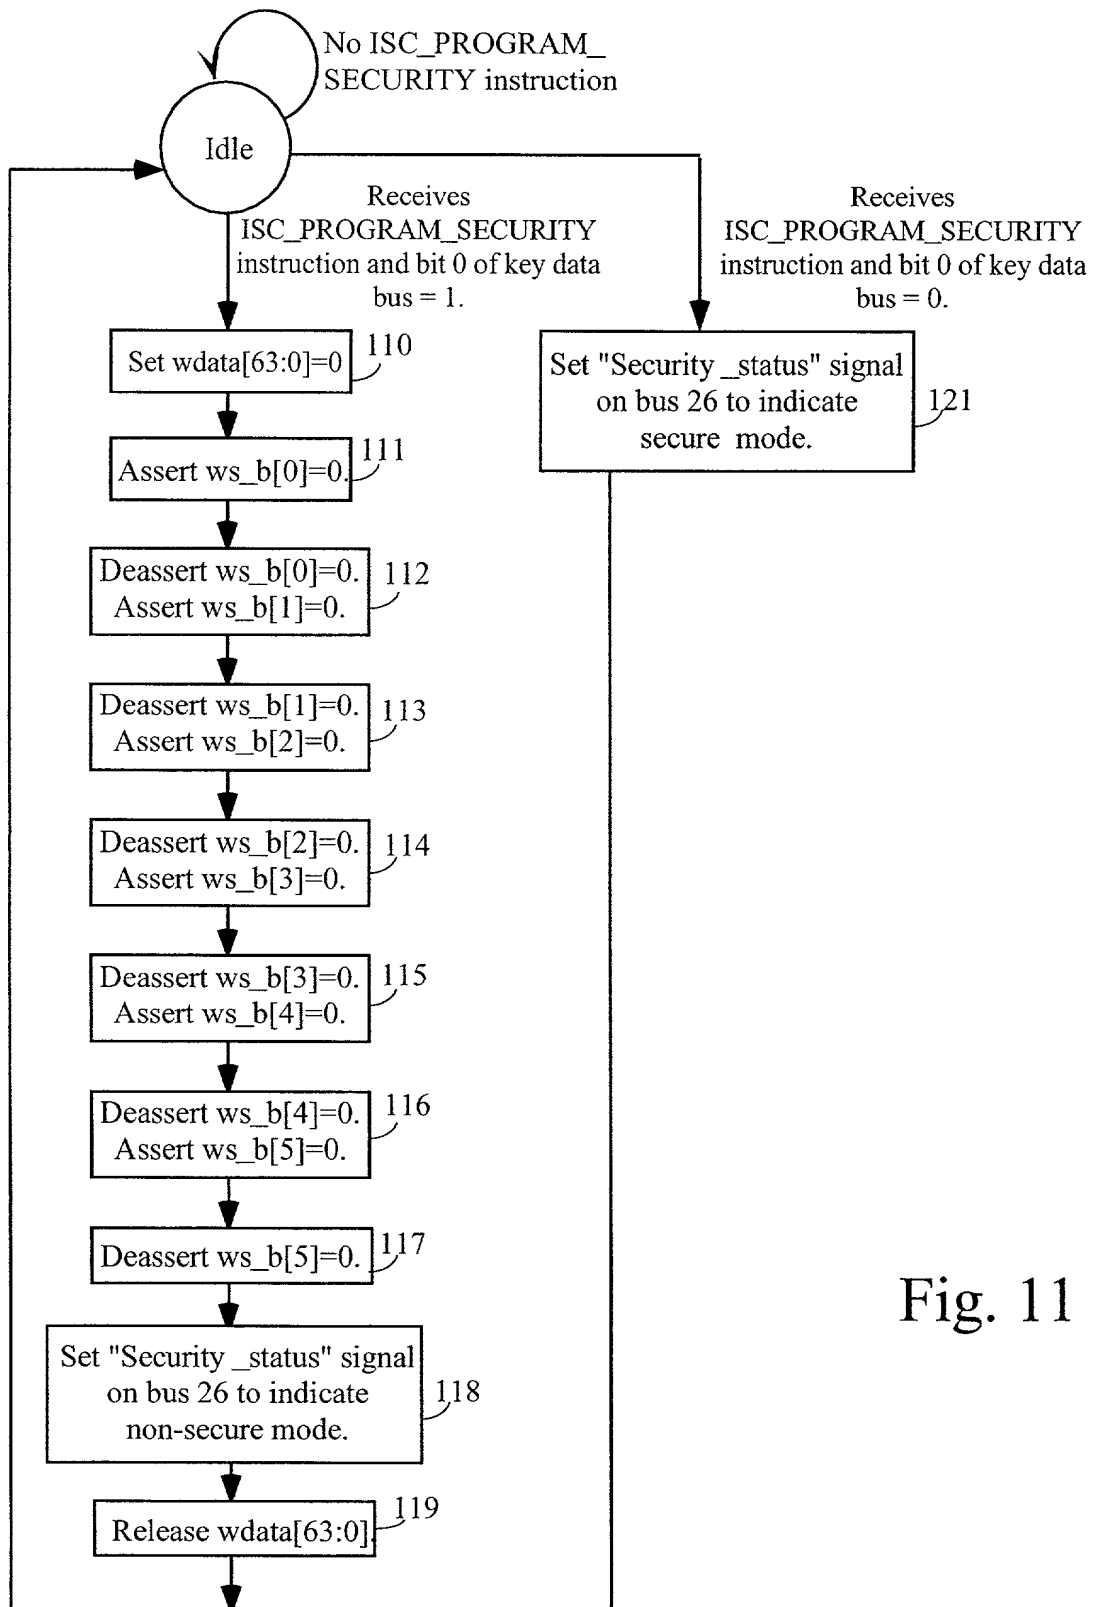 No ISC_PROGRAM_
SECURITY instruction
Idle
Receives
ISC_PROGRAM_SECURITY
instruction and bit 0 of key data
bus = 1.
Receives
ISC_PROGRAM_SECURITY
instruction and bit 0 of key data
bus = 0.
Set wdata[63:0]=0
110
Set "Security _status" signal
on bus 26 to indicate
secure mode.
121
Assert ws_b[0]=0.
111
Deassert ws_b[0]=0.
Assert ws_b[1]=0.
112
Deassert ws_b[1]=0.
Assert ws_b[2]=0.
113
Deassert ws_b[2]=0.
Assert ws_b[3]=0.
114
Deassert ws_b[3]=0.
Assert ws_b[4]=0.
115
Deassert ws_b[4]=0.
Assert ws_b[5]=0.
116
Deassert ws_b[5]=0.
117
Set "Security _status" signal
on bus 26 to indicate
non-secure mode.
118
Release wdata[63:0].
119
Fig. 11